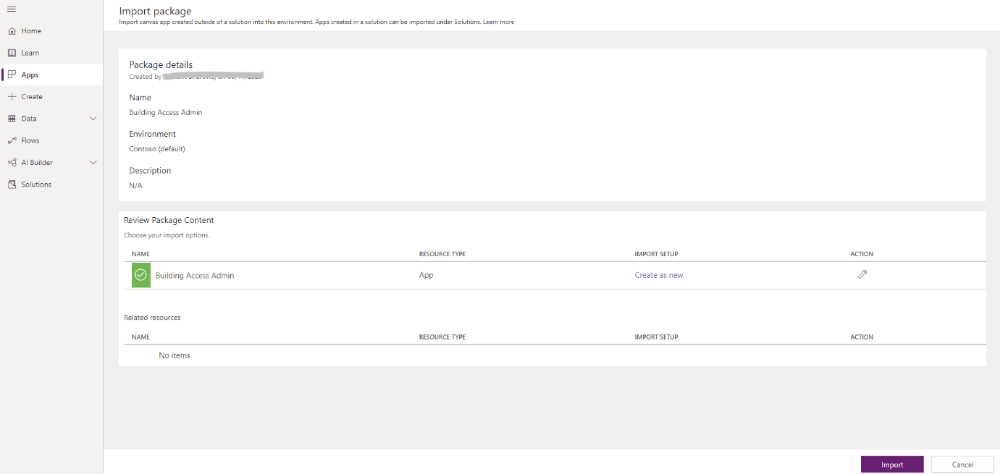 Import package
Import canvas app created outside of a solution into this environment. Apps created in a solution can be imported under Solutions. Learn more
Home
Learn
Apps
Create
Data
Flows
AI Builder
Solutions
Package details
Created by
Name
Building Access Admin
Environment
Contoso (default)
Description
N/A
Review Package Content
Choose your import options.
NAME RESOURCE TYPE IMPORT SETUP ACTION
Building Access Admin App Create as new
Related resources
NAME RESOURCE TYPE IMPORT SETUP ACTION
No items
Import Cancel